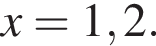 x = 1,2.